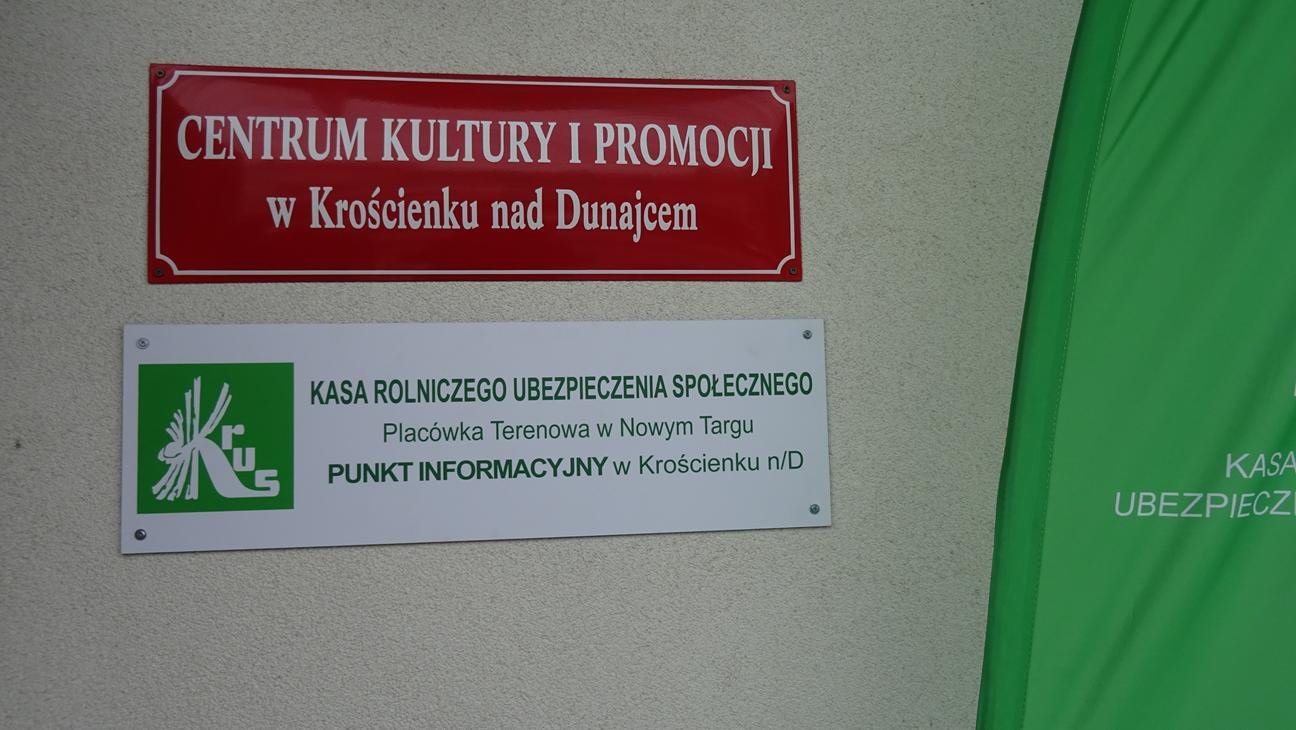 CENTRUM KULTURY I PROMOCJI
w Krościenku nad Dunajcem
Krus
KASA ROLNICZEGO UBEZPIECZENIA SPOŁECZNEGO
Placówka Terenowa w Nowym Targu
PUNKT INFORMACYJNY w Krościenku n/D
KASA
UBEZPIECZE